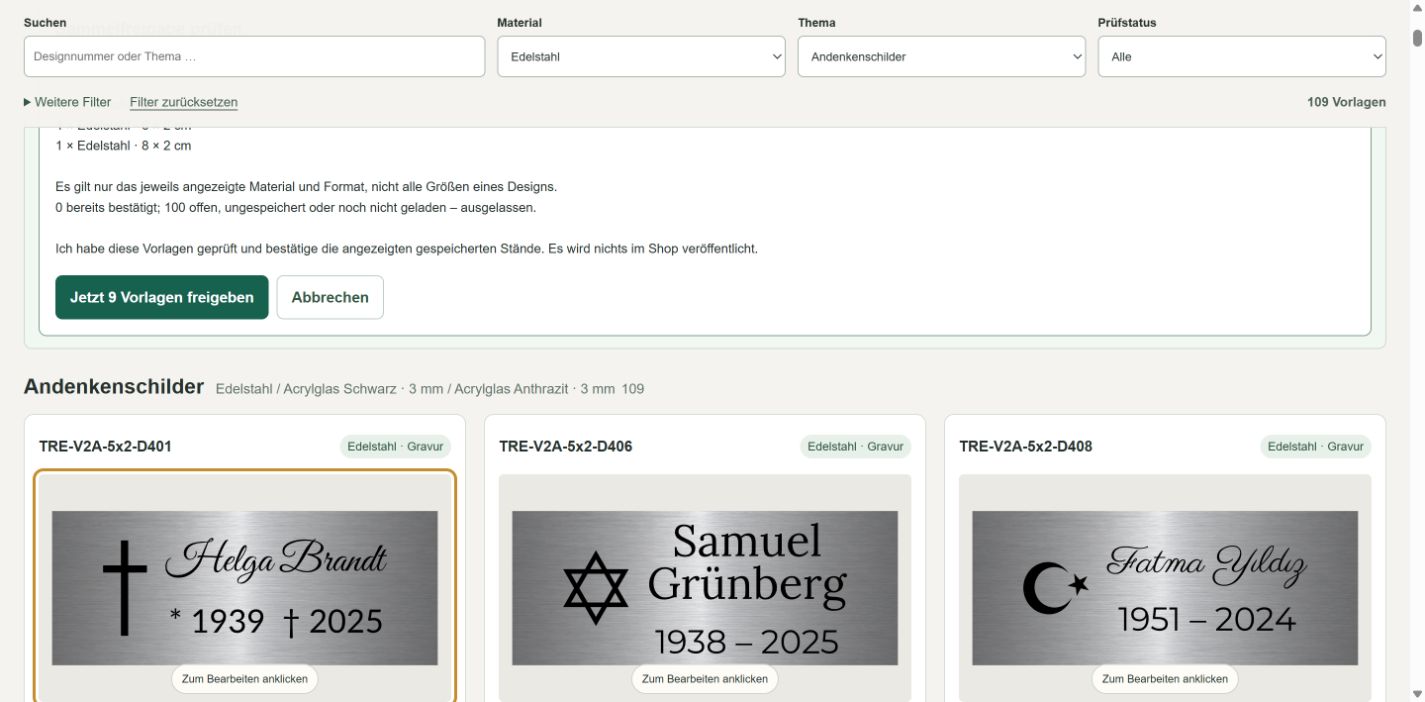 Suchen
Material
Thema
Prüfstatus
Designnummer oder Thema …
Edelstahl
Andenkenschilder
Alle
Weitere Filter
Filter zurücksetzen
109 Vorlagen
1 × Edelstahl · 8 × 2 cm
Es gilt nur das jeweils angezeigte Material und Format, nicht alle Größen eines Designs.
0 bereits bestätigt; 100 offen, ungespeichert oder noch nicht geladen – ausgelassen.
Ich habe diese Vorlagen geprüft und bestätige die angezeigten gespeicherten Stände. Es wird nichts im Shop veröffentlicht.
Jetzt 9 Vorlagen freigeben
Abbrechen
Andenkenschilder Edelstahl / Acrylglas Schwarz · 3 mm / Acrylglas Anthrazit · 3 mm 109
TRE-V2A-5x2-D401
Edelstahl · Gravur
Helga Brandt
* 1939 † 2025
Zum Bearbeiten anklicken
TRE-V2A-5x2-D406
Edelstahl · Gravur
Samuel
Grünberg
1938 – 2025
Zum Bearbeiten anklicken
TRE-V2A-5x2-D408
Edelstahl · Gravur
Fatma Yıldız
1951 – 2024
Zum Bearbeiten anklicken